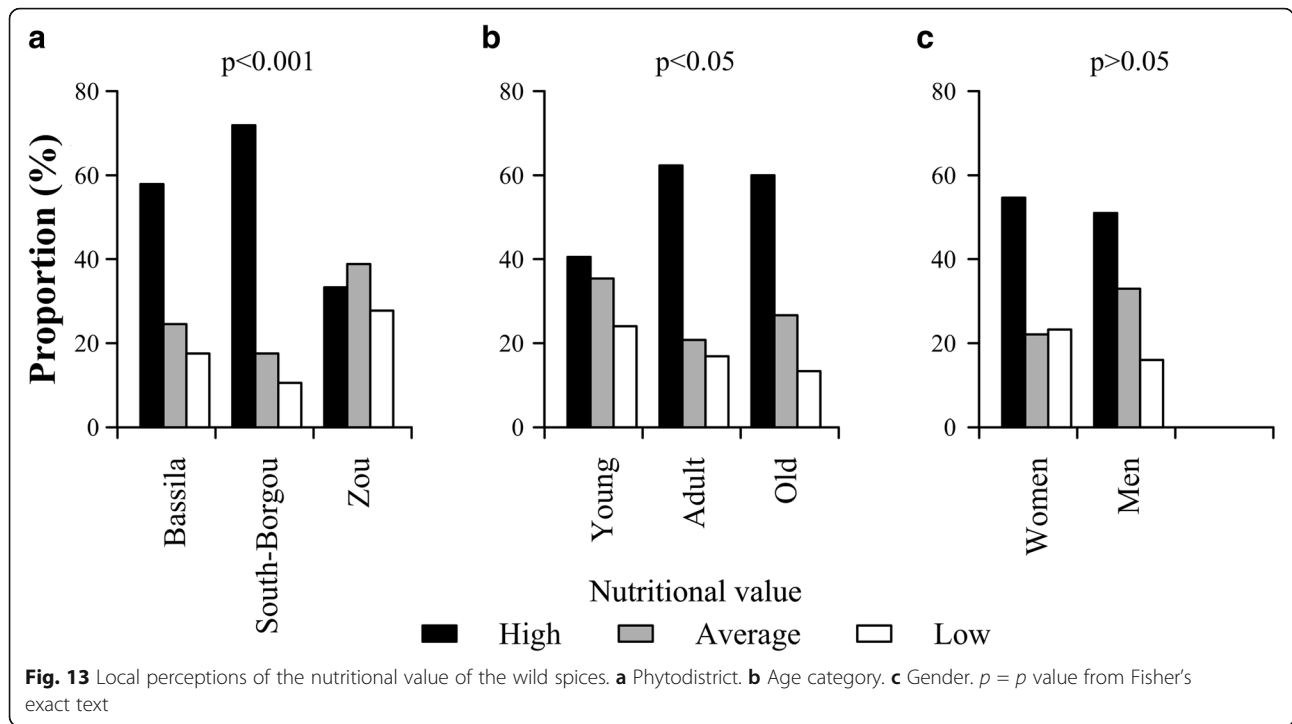 a
p<0.001
b
p<0.05
c
p>0.05
Proportion (%)
80
60
40
20
0
Bassila
South-Borgou
Zou
80
60
40
20
0
Young
Adult
Old
80
60
40
20
0
Women
Men
Nutritional value
High Average Low
Fig. 13 Local perceptions of the nutritional value of the wild spices. a Phytodistrict. b Age category. c Gender. p = p value from Fisher's
exact text